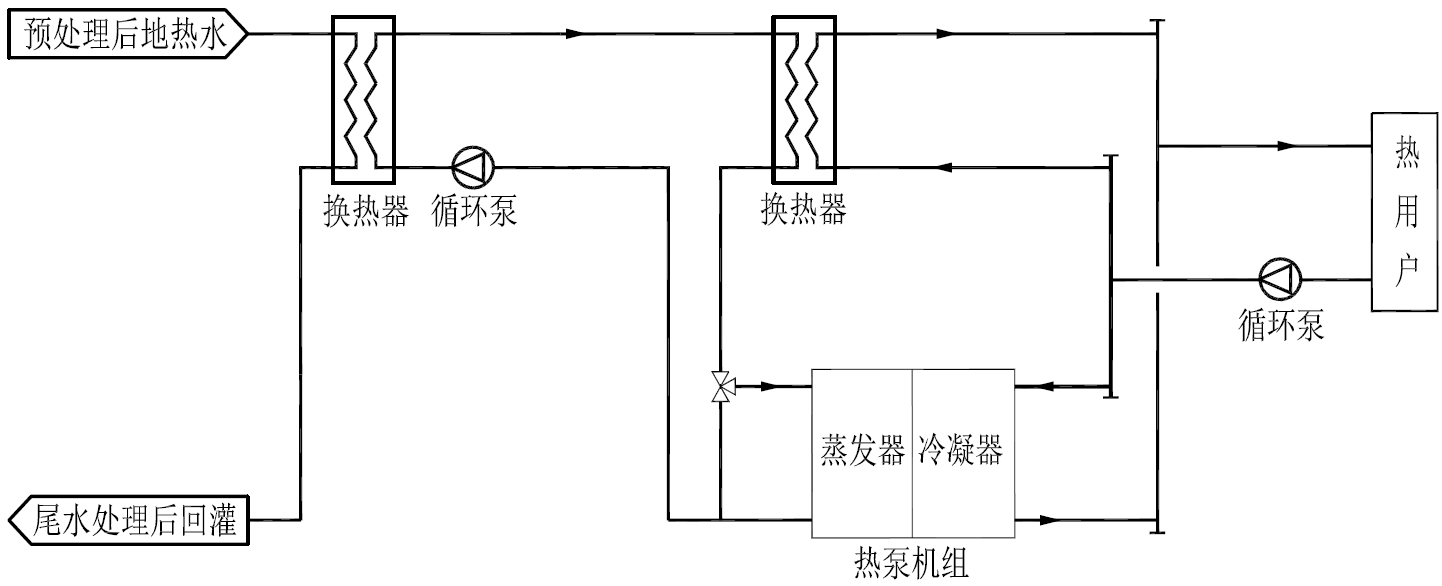 预处理后地热水
换热器
循环泵
换热器
热用户
循环泵
蒸发器
冷凝器
尾水处理后回灌
热泵机组